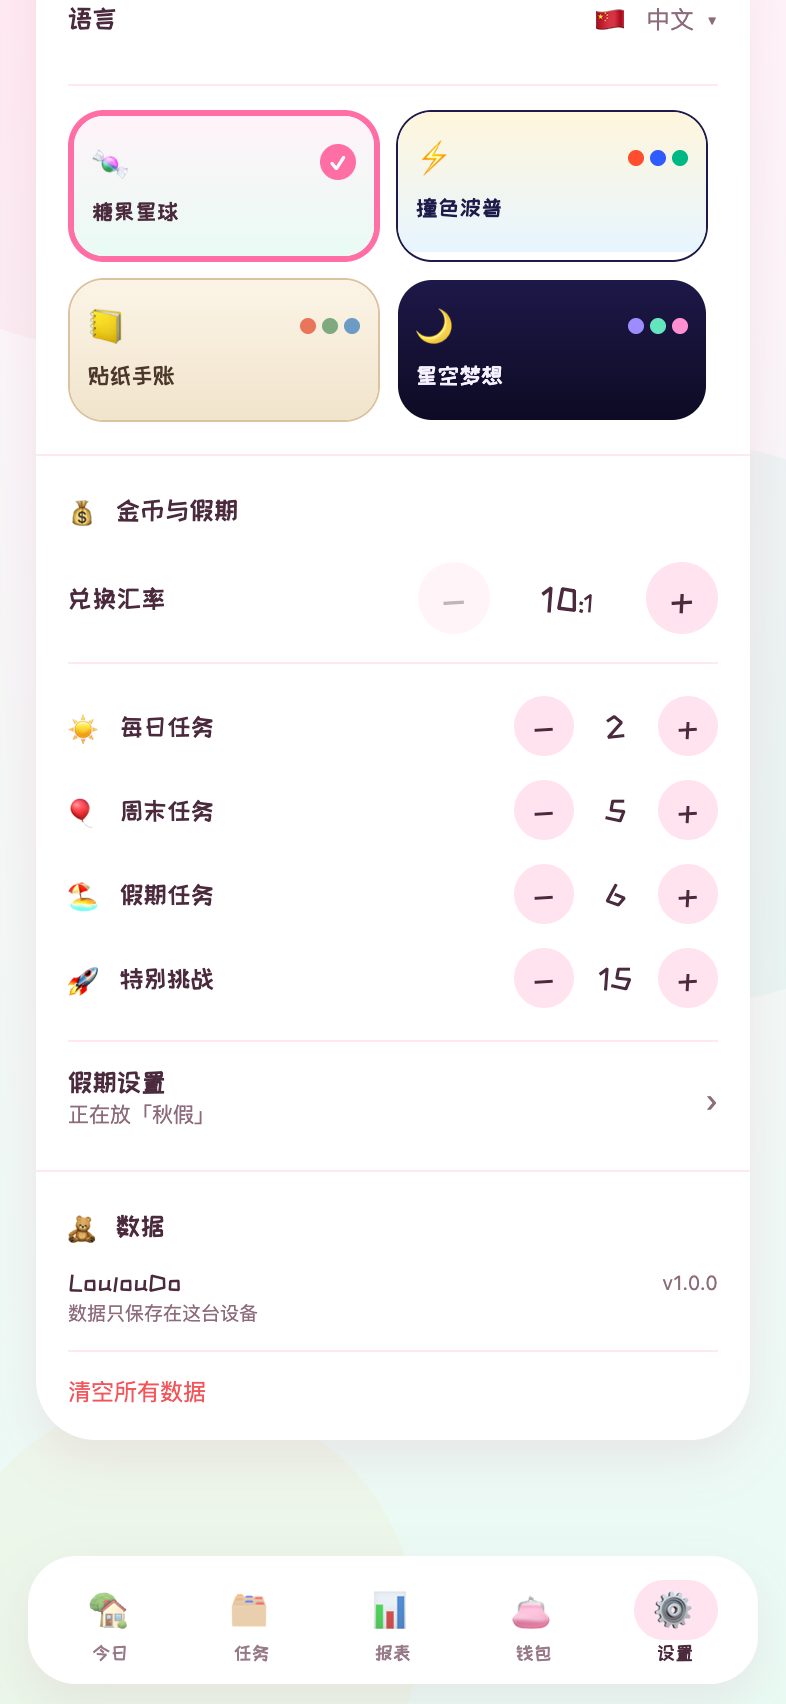 语言 中文
糖果星球 撞色波普
贴纸手账 星空梦想
金币与假期
兑换汇率 − 10:1 +
每日任务 − 2 +
周末任务 − 5 +
假期任务 − 6 +
特别挑战 − 15 +
假期设置
正在放「秋假」
数据
LoulouDo v1.0.0
数据只保存在这台设备
清空所有数据
今日 任务 报表 钱包 设置